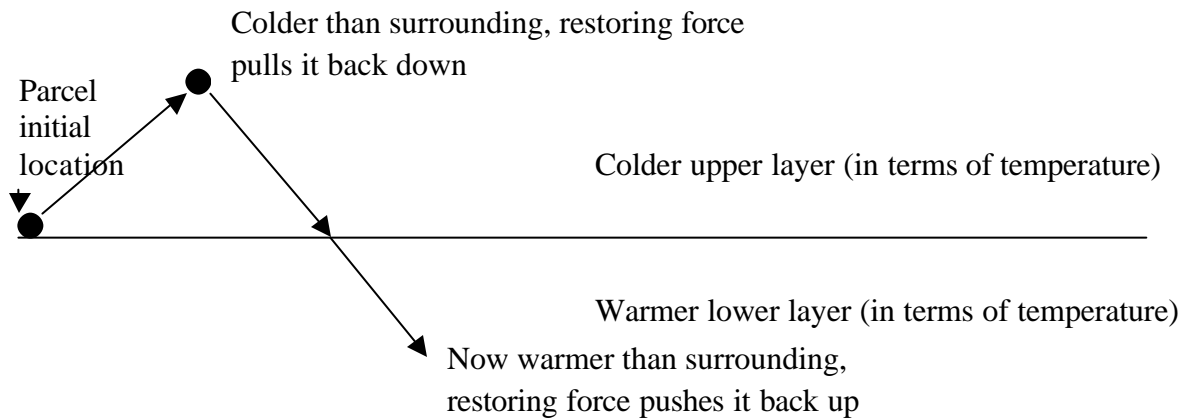 Colder than surrounding, restoring force
pulls it back down
Parcel
initial
location
Colder upper layer (in terms of temperature)
Warmer lower layer (in terms of temperature)
Now warmer than surrounding,
restoring force pushes it back up